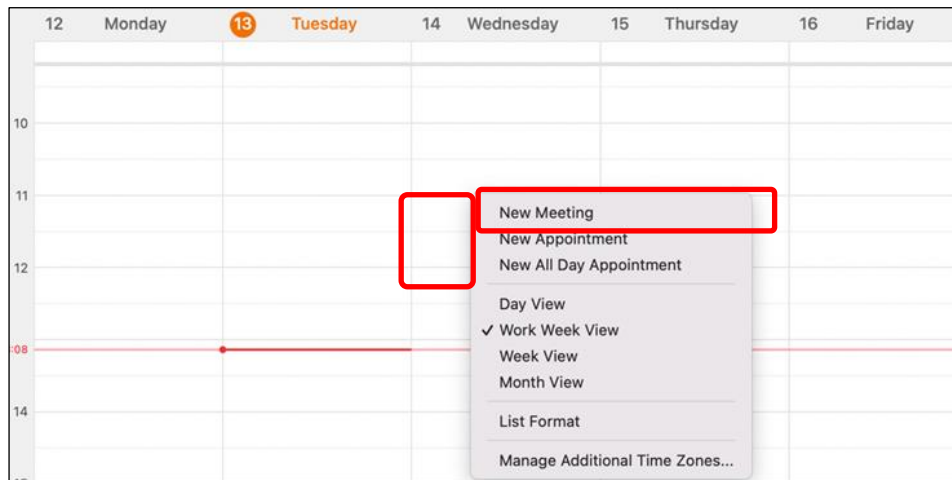 12 Monday 13 Tuesday 14 Wednesday 15 Thursday 16 Friday
10
11
New Meeting
New Appointment
12
New All Day Appointment
Day View
✓ Work Week View
:08
Week View
Month View
14
List Format
Manage Additional Time Zones...